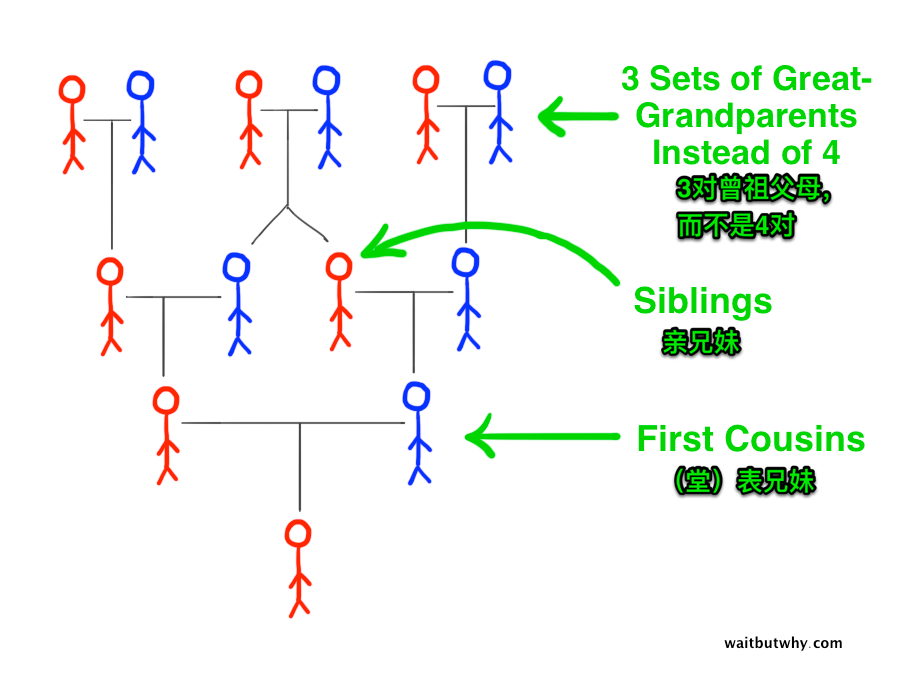 3 Sets of Great-
Grandparents
Instead of 4
3对曾祖父母,
而不是4对
Siblings
亲兄妹
First Cousins
（堂）表兄妹
waitbutwhy.com